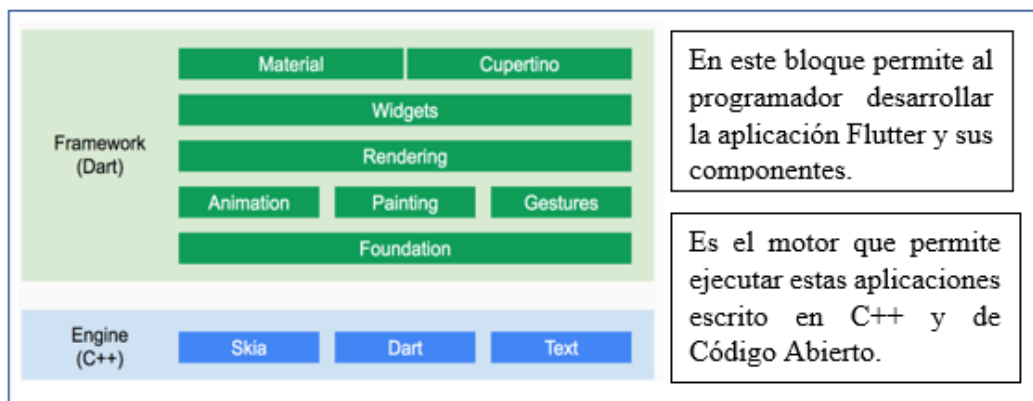 Material
Cupertino
Widgets
Framework
(Dart)
Rendering
Animation
Painting
Gestures
Foundation
Engine
(C++)
Skia
Dart
Text
En este bloque permite al
programador desarrollar
la aplicación Flutter y sus
componentes.
Es el motor que permite
ejecutar estas aplicaciones
escrito en C++ y de
Código Abierto.